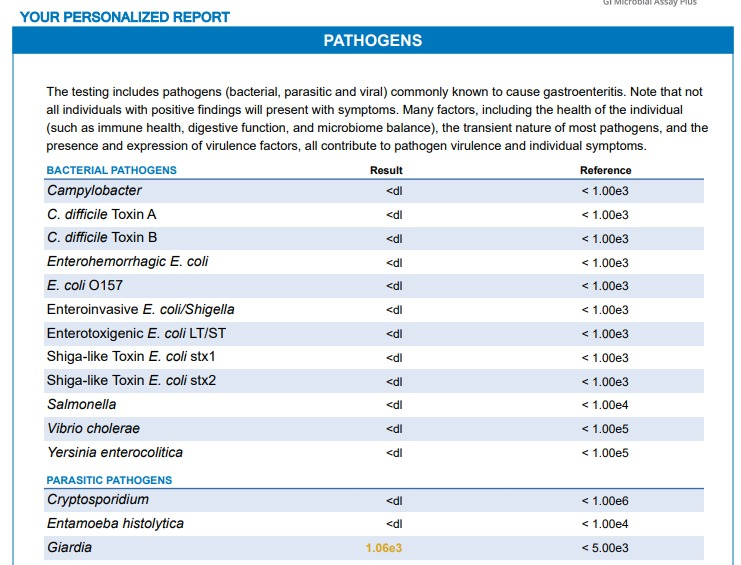 GI Microbial Assay Plus
YOUR PERSONALIZED REPORT
PATHOGENS
The testing includes pathogens (bacterial, parasitic and viral) commonly known to cause gastroenteritis. Note that not
all individuals with positive findings will present with symptoms. Many factors, including the health of the individual
(such as immune health, digestive function, and microbiome balance), the transient nature of most pathogens, and the
presence and expression of virulence factors, all contribute to pathogen virulence and individual symptoms.
BACTERIAL PATHOGENS Result Reference
Campylobacter <dl < 1.00e3
C. difficile Toxin A <dl < 1.00e3
C. difficile Toxin B <dl < 1.00e3
Enterohemorrhagic E. coli <dl < 1.00e3
E. coli O157 <dl < 1.00e3
Enteroinvasive E. coli/Shigella <dl < 1.00e3
Enterotoxigenic E. coli LT/ST <dl < 1.00e3
Shiga-like Toxin E. coli stx1 <dl < 1.00e3
Shiga-like Toxin E. coli stx2 <dl < 1.00e3
Salmonella <dl < 1.00e4
Vibrio cholerae <dl < 1.00e5
Yersinia enterocolitica <dl < 1.00e5
PARASITIC PATHOGENS
Cryptosporidium <dl < 1.00e6
Entamoeba histolytica <dl < 1.00e4
Giardia 1.06e3 < 5.00e3